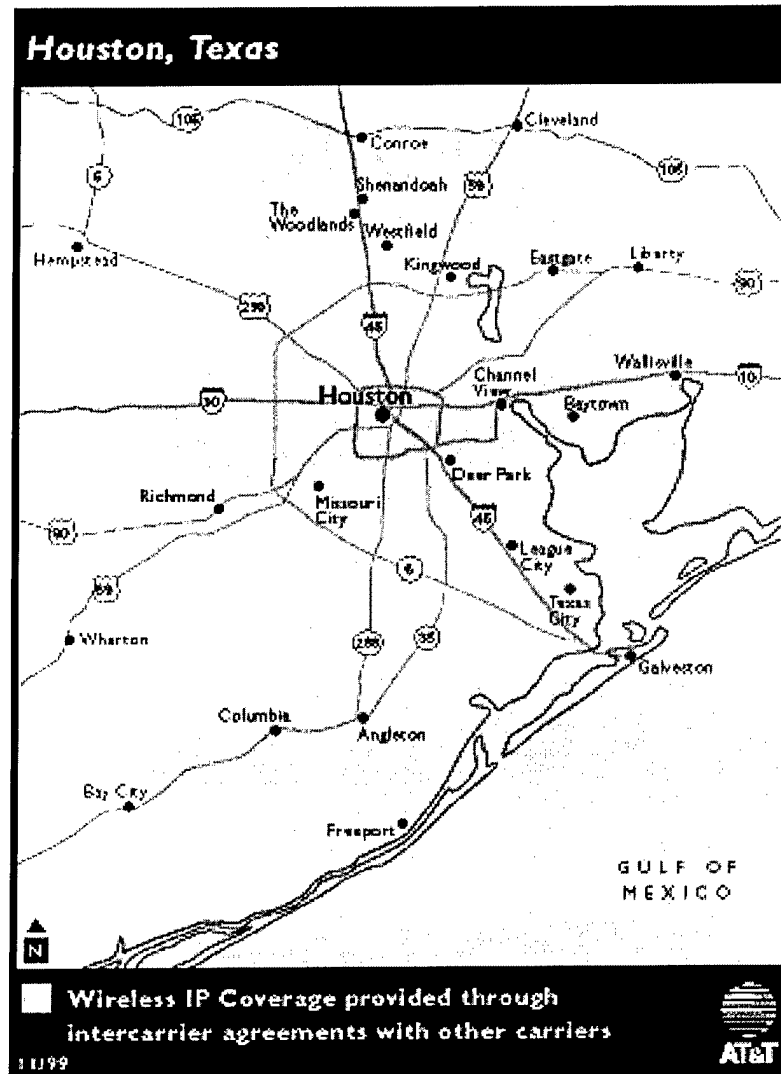 Houston, Texas
105
Cleveland
Conroe
6
59
105
Shenandoah
The
Woodlands
Westfield
Hempstead
Kingwood
Eastgate
Liberty
90
290
45
Wallisville
Channel
View
10
Houston
Baytown
Deer Park
Richmond
Missouri
City
45
90
League
City
6
59
Texas
City
Wharton
288
35
Galveston
Columbia
Angleton
Bay City
Freeport
GULF OF
MEXICO
N
Wireless IP Coverage provided through
intercarrier agreements with other carriers
11/99
AT&T